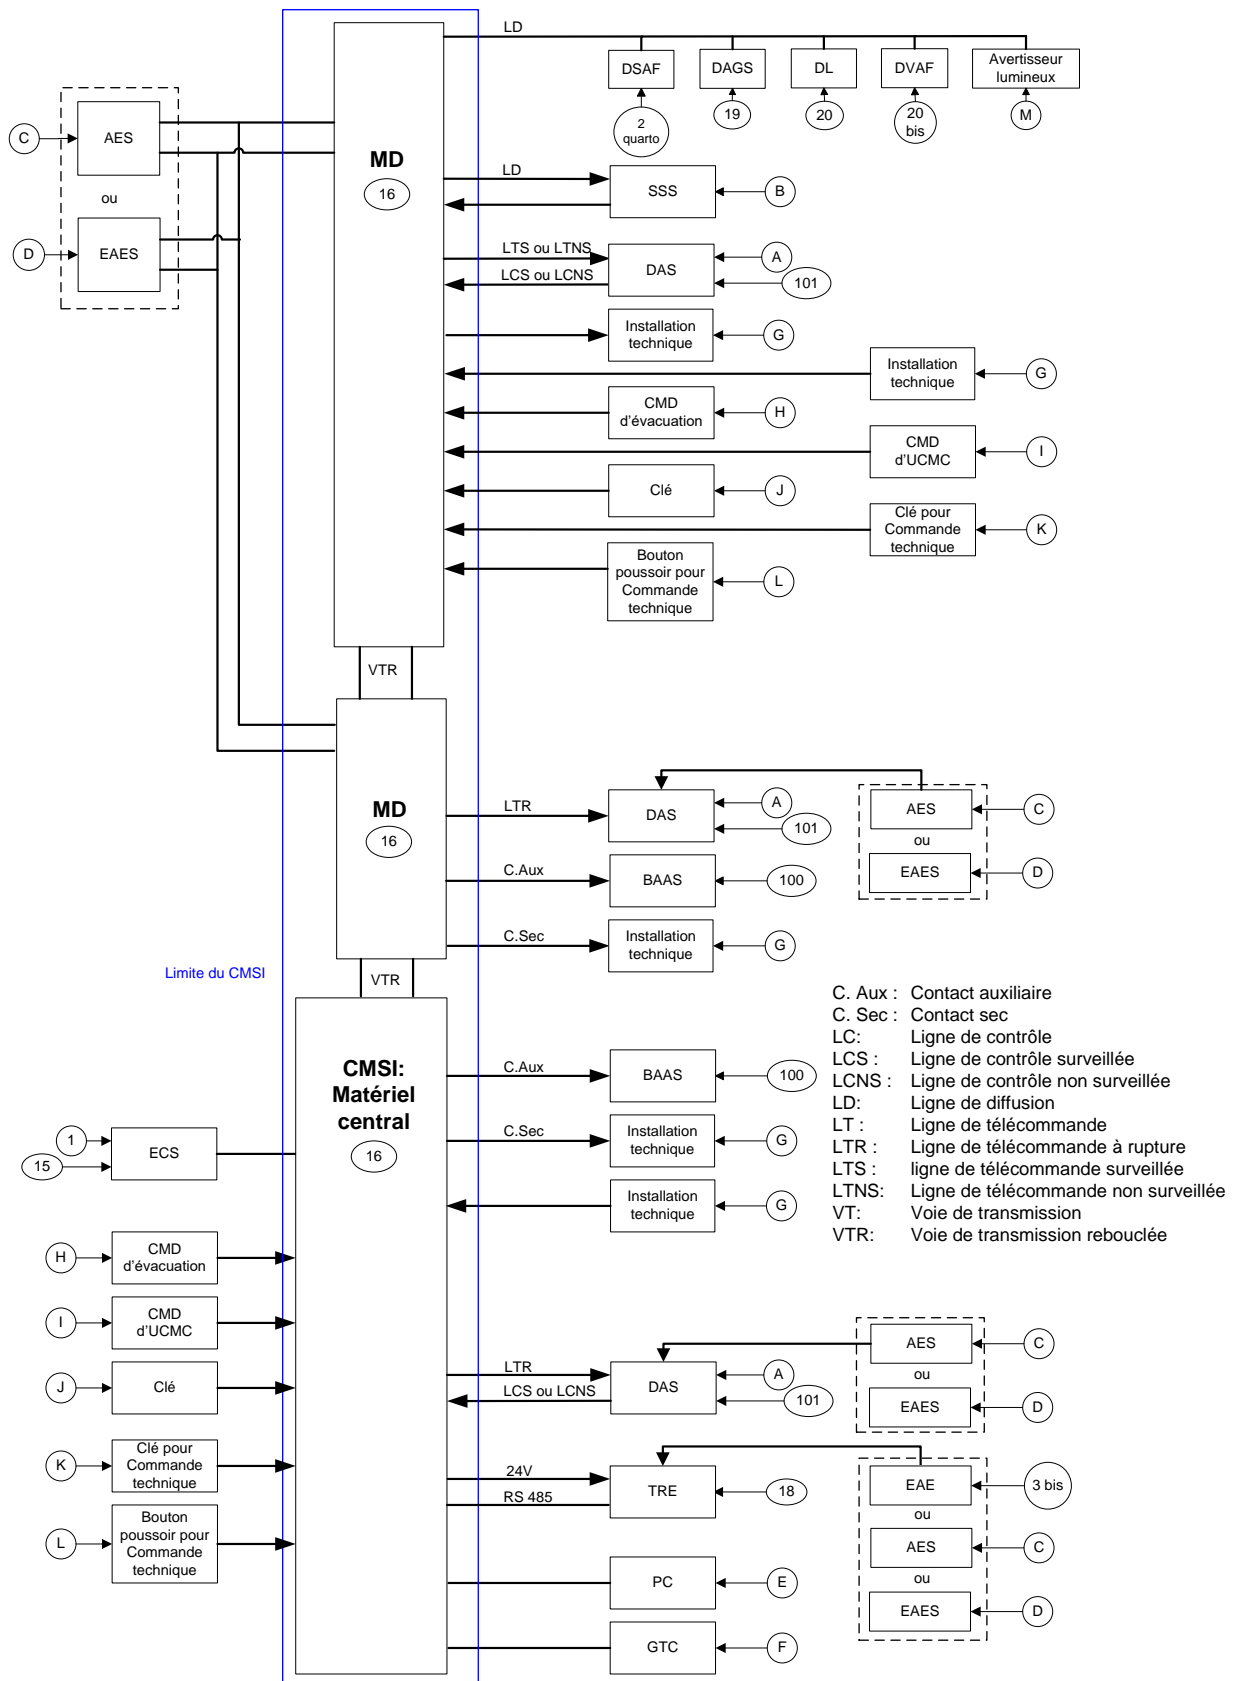 LD
DSAF
DAGS
DL
DVAF
Avertisseur
lumineux
2
quarto
19
20
20
bis
M
C
AES
ou
D
EAES
MD
16
LD
SSS
B
LTS ou LTNS
LCS ou LCNS
DAS
A
101
Installation
technique
G
Installation
technique
G
CMD
d'évacuation
H
CMD
d'UCMC
I
Clé
J
Clé pour
Commande
technique
K
Bouton
poussoir pour
Commande
technique
L
VTR
MD
16
LTR
DAS
A
101
AES
C
ou
EAES
D
C.Aux
BAAS
100
C.Sec
Installation
technique
G
Limite du CMSI
VTR
C. Aux : Contact auxiliaire
C. Sec : Contact sec
LC: Ligne de contrôle
LCS : Ligne de contrôle surveillée
LCNS : Ligne de contrôle non surveillée
LD: Ligne de diffusion
LT : Ligne de télécommande
LTR : Ligne de télécommande à rupture
LTS : ligne de télécommande surveillée
LTNS: Ligne de télécommande non surveillée
VT: Voie de transmission
VTR: Voie de transmission rebouclée
CMSI:
Matériel
central
16
C.Aux
BAAS
100
C.Sec
Installation
technique
G
Installation
technique
G
1
15
ECS
H
CMD
d'évacuation
I
CMD
d'UCMC
J
Clé
K
Clé pour
Commande
technique
L
Bouton
poussoir pour
Commande
technique
LTR
LCS ou LCNS
DAS
A
101
AES
C
ou
EAES
D
24V
RS 485
TRE
18
EAE
3 bis
ou
AES
C
ou
EAES
D
PC
E
GTC
F